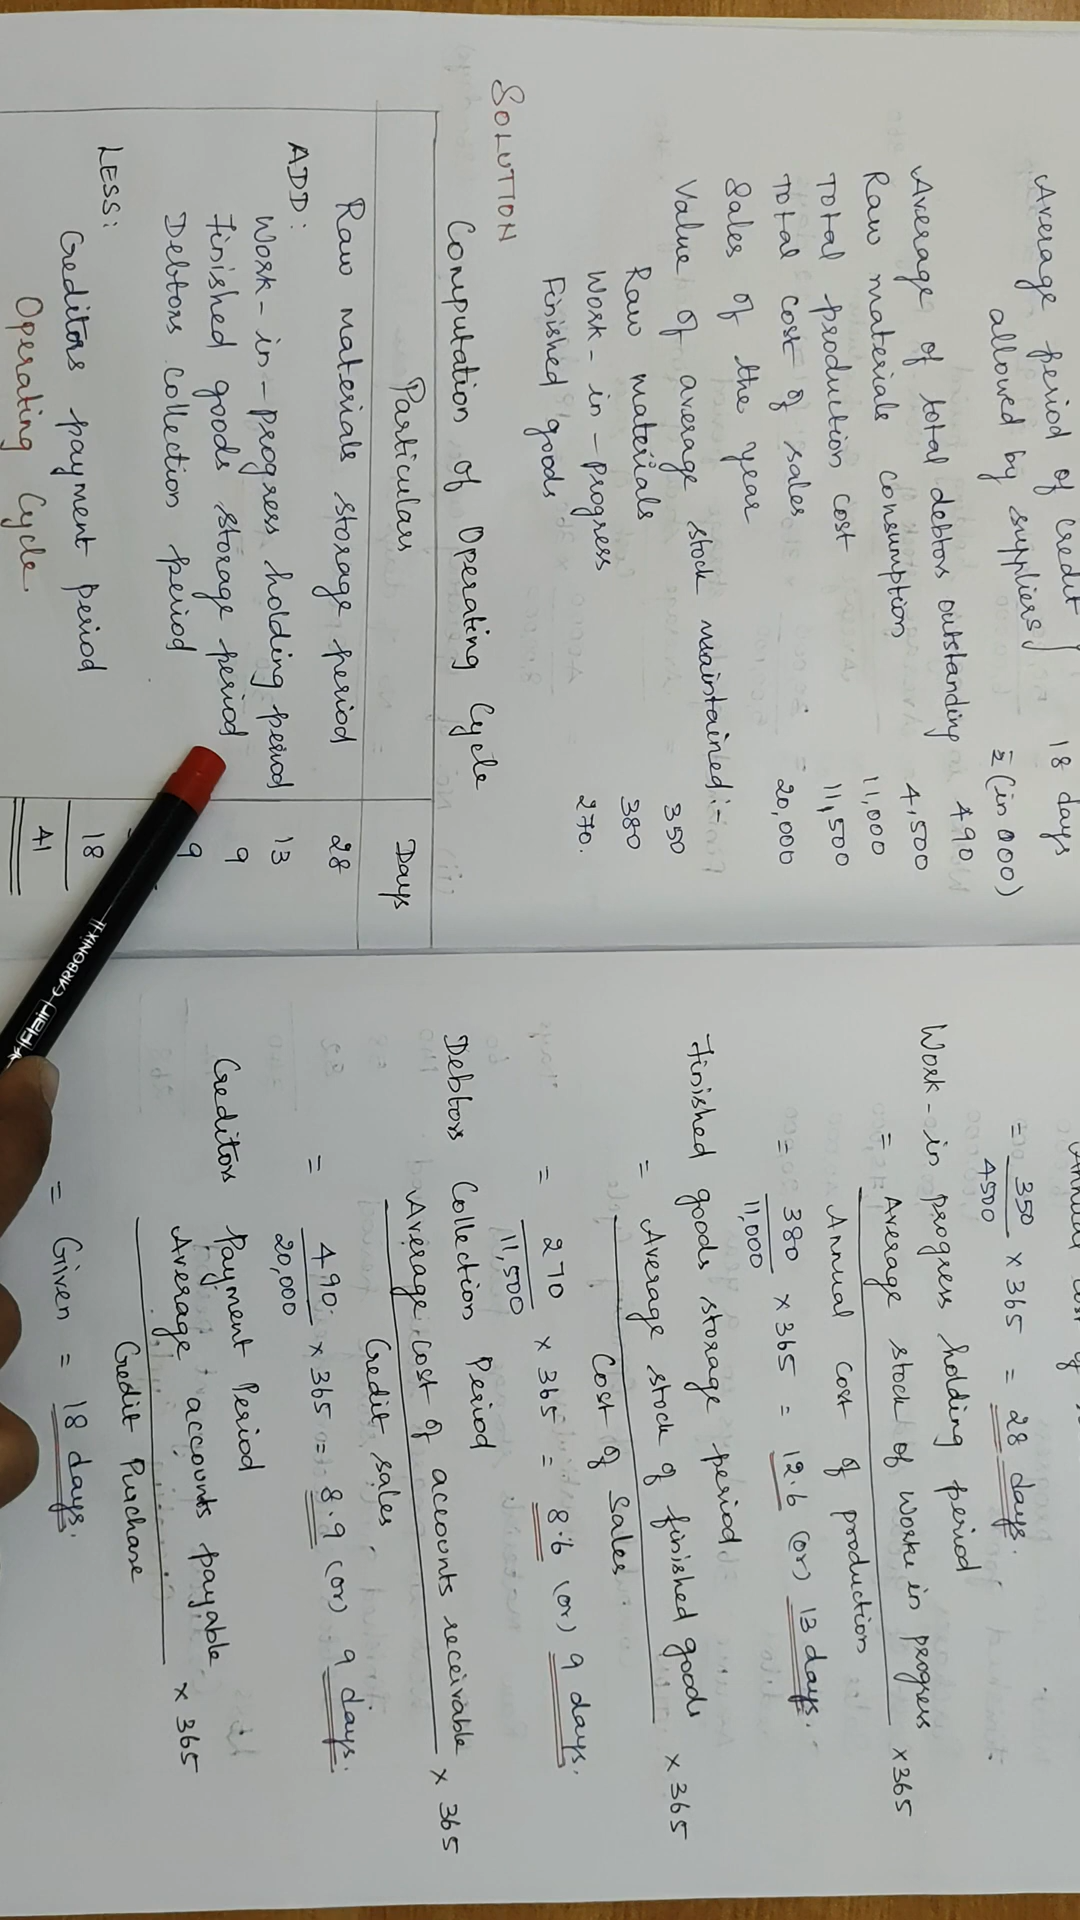 Average period of credit
allowed by suppliers } 18 days
₹ (in 000)
Average of total debtors outstanding 490
Raw materials consumption 4,500
Total production cost 11,000
Total cost of sales 11,500
Sales of the year 20,000
Value of average stock maintained:-
Raw materials 350
Work-in-progress 380
Finished goods 270.
SOLUTION
Computation of Operating Cycle
Particulars Days
Raw materials storage period 28
ADD:
Work-in-progress holding period 13
Finished goods storage period 9
Debtors collection period 9
LESS:
Creditors payment period 18
Operating Cycle. 41
= 350/4500 × 365 = 28 days.
Work-in progress holding period
= Average stock of work in progress × 365
Annual cost of production
= 380/11,000 × 365 = 12.6 (or) 13 days.
Finished goods storage period
= Average stock of finished goods × 365
Cost of Sales.
= 270/11,500 × 365 = 8.6 (or) 9 days.
Debtors Collection Period
Average cost of accounts receivable × 365
Credit sales
= 490/20,000 × 365 = 8.9 (or) 9 days.
Creditors Payment Period
Average accounts payable × 365
Credit Purchase
= Given = 18 days.
Flair CARBONIX-II